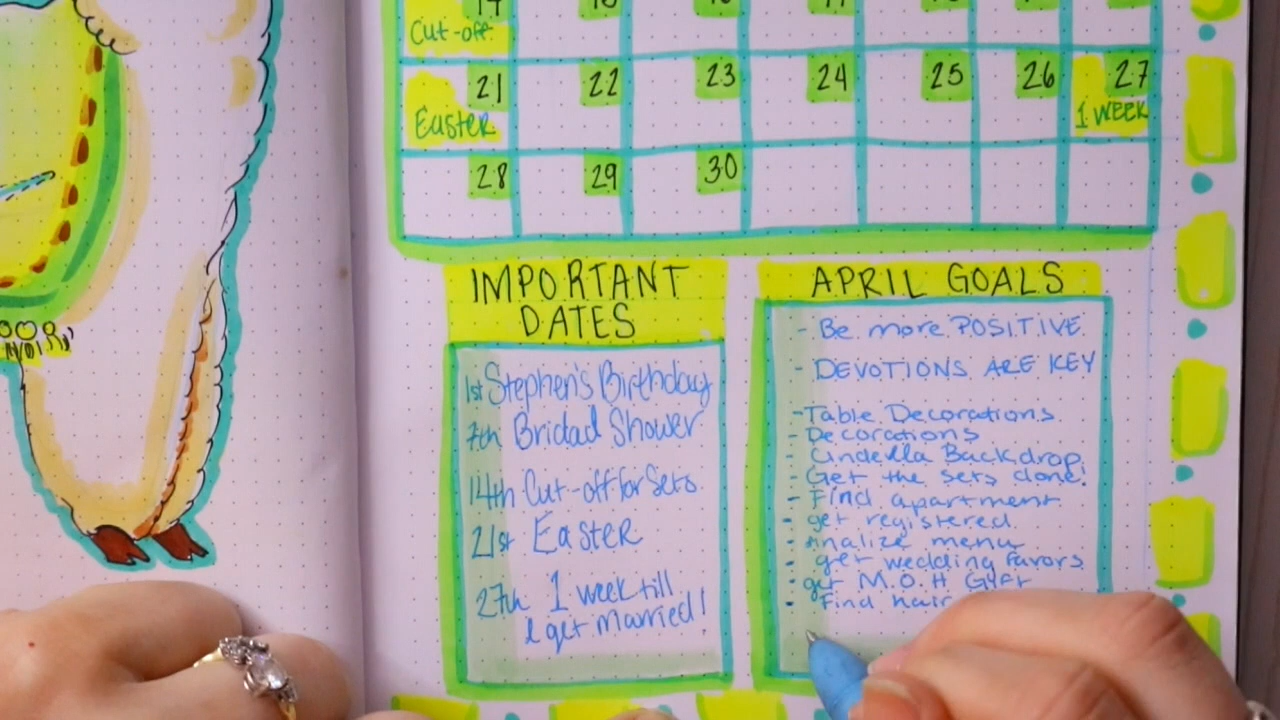 Cut-off
21 22 23 24 25 26 27
Easter
1 WEEK
28 29 30
IMPORTANT
DATES
1st Stephen's Birthday
7th Bridad Shower
14th Cut-off for Sets.
21st Easter
27th 1 week till
I get married!
APRIL GOALS
- Be more POSITIVE
- DEVOTIONS ARE KEY
- Table Decorations
- Decorations
- Cindella Backdrop
- Get the sets done!
- Find apartment
- get registered
- finalize menu
- get wedding favors
- get M.O.H Gift
- Find hair